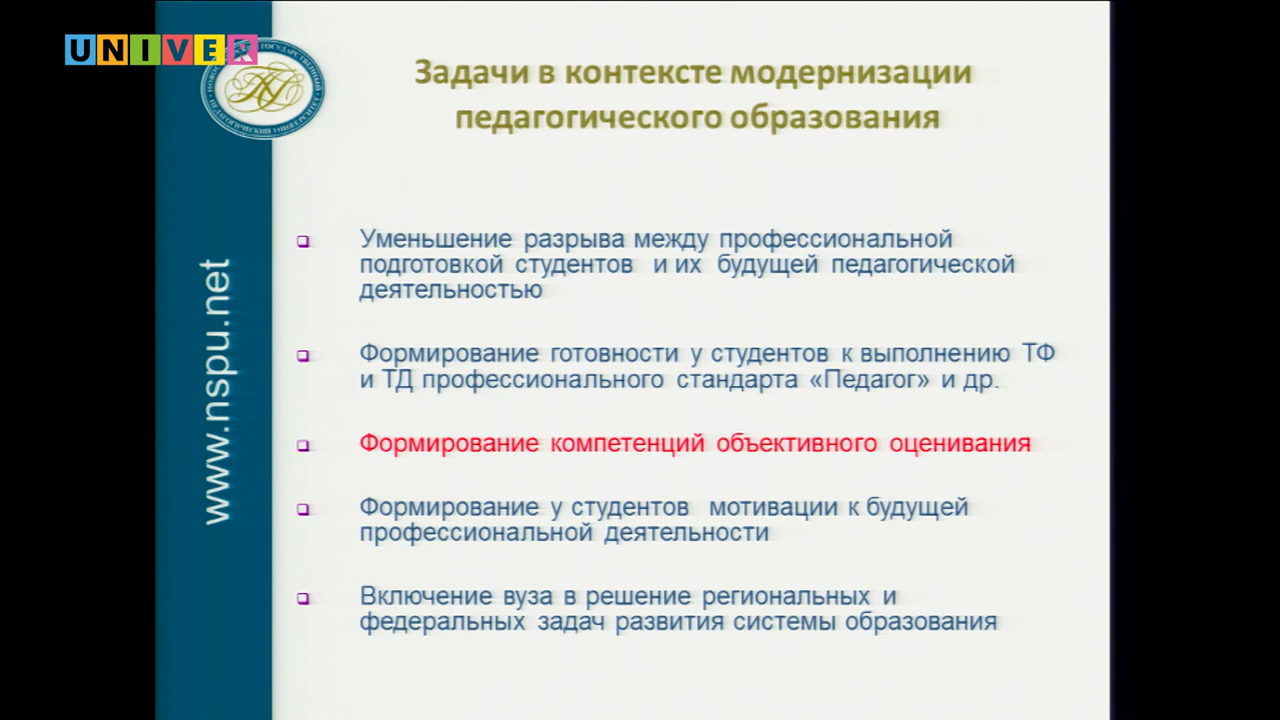 UNIVER
Задачи в контексте модернизации
педагогического образования
www.nspu.net
Уменьшение разрыва между профессиональной
подготовкой студентов и их будущей педагогической
деятельностью
Формирование готовности у студентов к выполнению ТФ
и ТД профессионального стандарта «Педагог» и др.
Формирование компетенций объективного оценивания
Формирование у студентов мотивации к будущей
профессиональной деятельности
Включение вуза в решение региональных и
федеральных задач развития системы образования